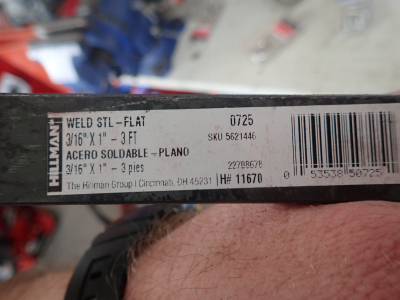 HILLMAN
WELD STL-FLAT 0725
3/16" X 1" - 3 FT SKU 5621446
ACERO SOLDABLE - PLANO
3/16" X 1" - 3 pies 22788628
The Hillman Group | Cincinnati, OH 45231 H# 11670
0 53538 50725